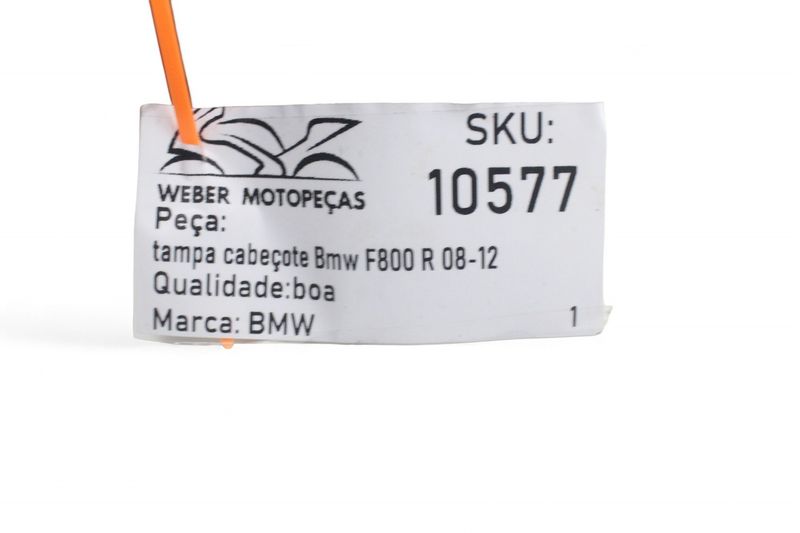 WEBER MOTOPEÇAS
SKU:
10577
Peça:
tampa cabeçote Bmw F800 R 08-12
Qualidade:boa
Marca: BMW
1